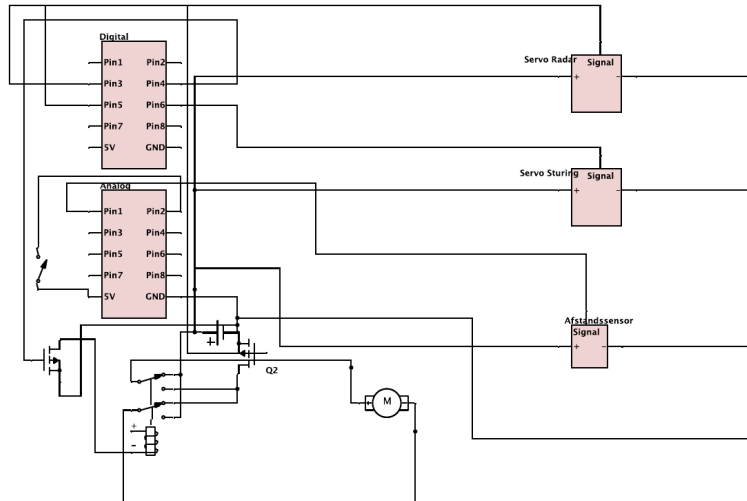 Digital
Pin1 Pin2
Pin3 Pin4
Pin5 Pin6
Pin7 Pin8
5V GND
Analog
Pin1 Pin2
Pin3 Pin4
Pin5 Pin6
Pin7 Pin8
5V GND
Servo Radar
Signal
+ -
Servo Sturing
Signal
+ -
Afstandssensor
Signal
+ -
+
Q2
M
+
-